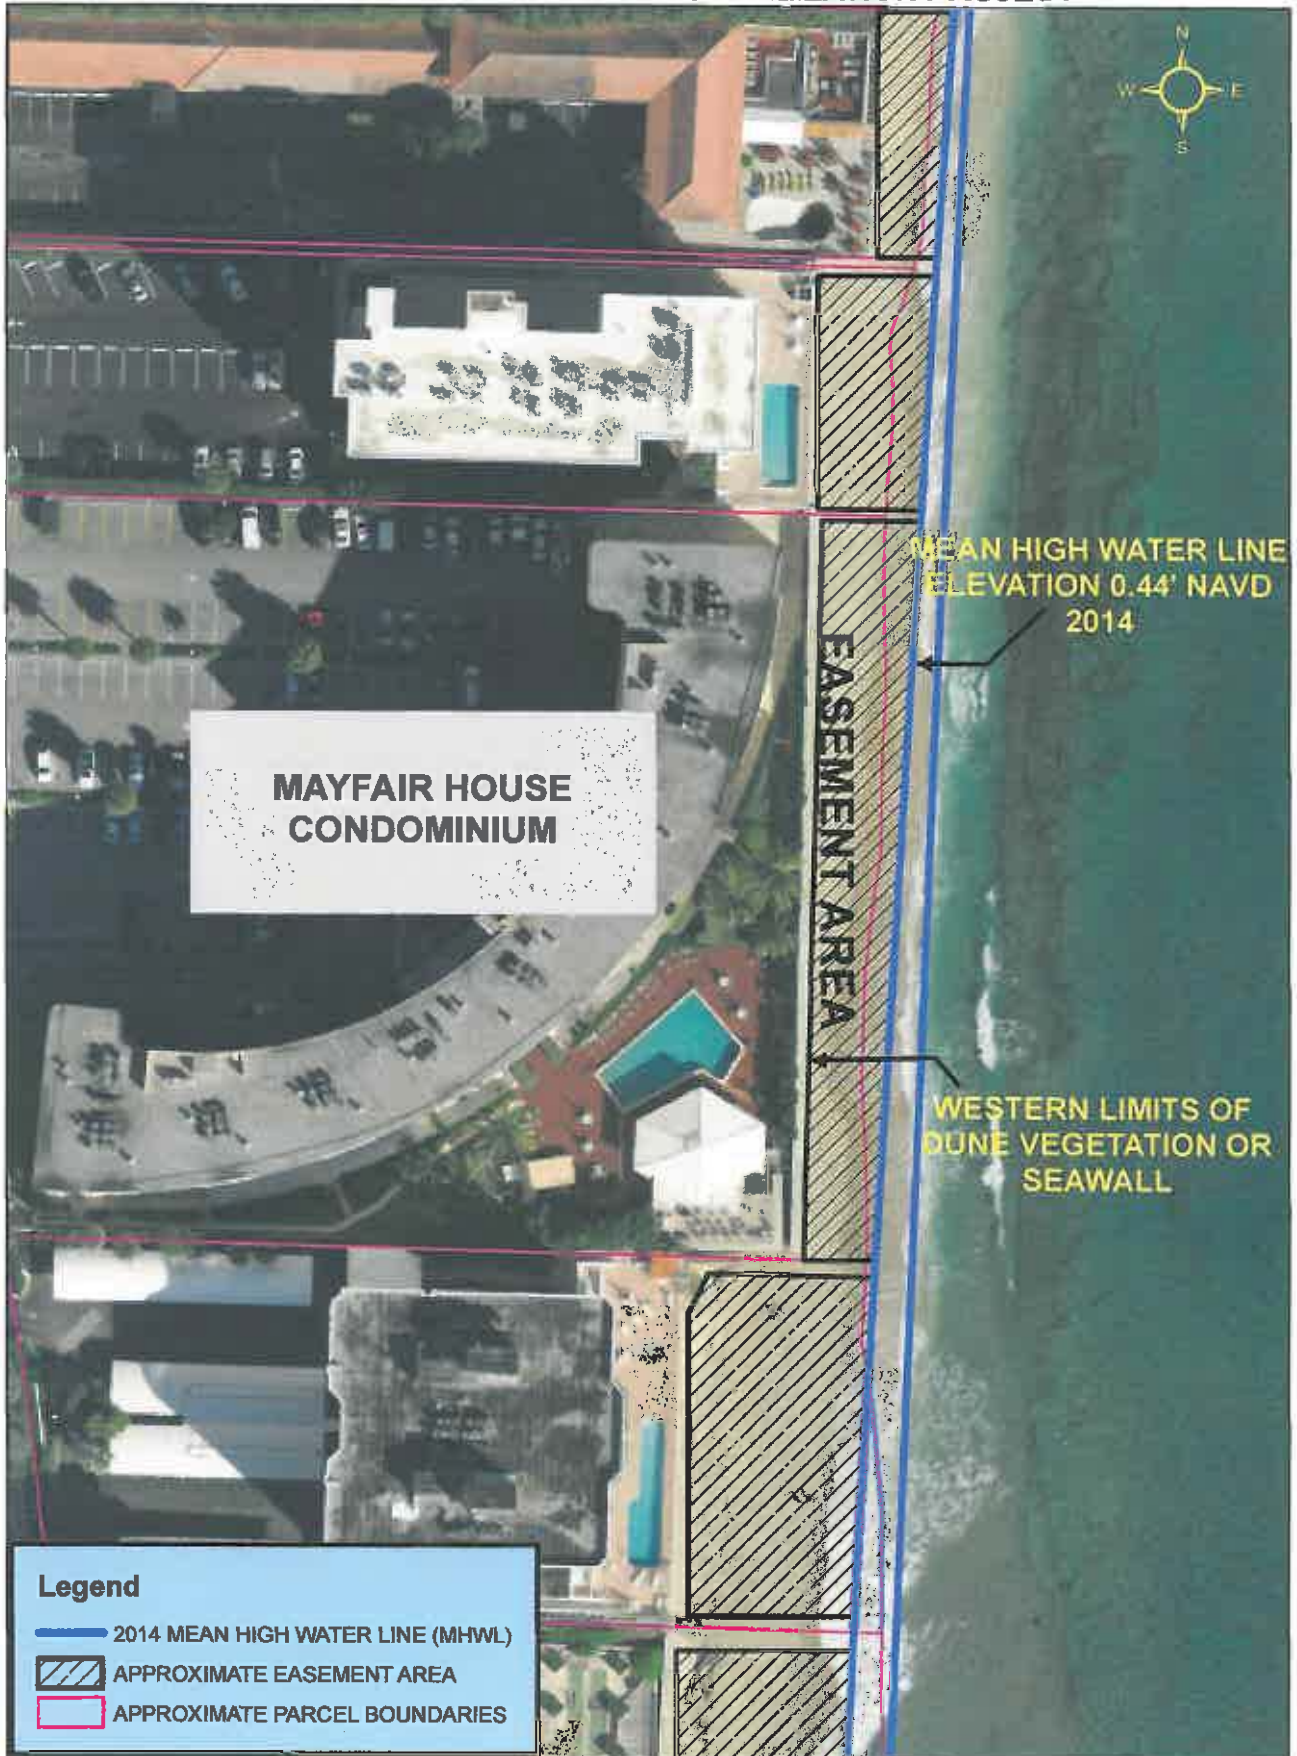 N
W E
S
MEAN HIGH WATER LINE
ELEVATION 0.44' NAVD
2014
EASEMENT AREA
MAYFAIR HOUSE
CONDOMINIUM
WESTERN LIMITS OF
DUNE VEGETATION OR
SEAWALL
Legend
2014 MEAN HIGH WATER LINE (MHWL)
APPROXIMATE EASEMENT AREA
APPROXIMATE PARCEL BOUNDARIES